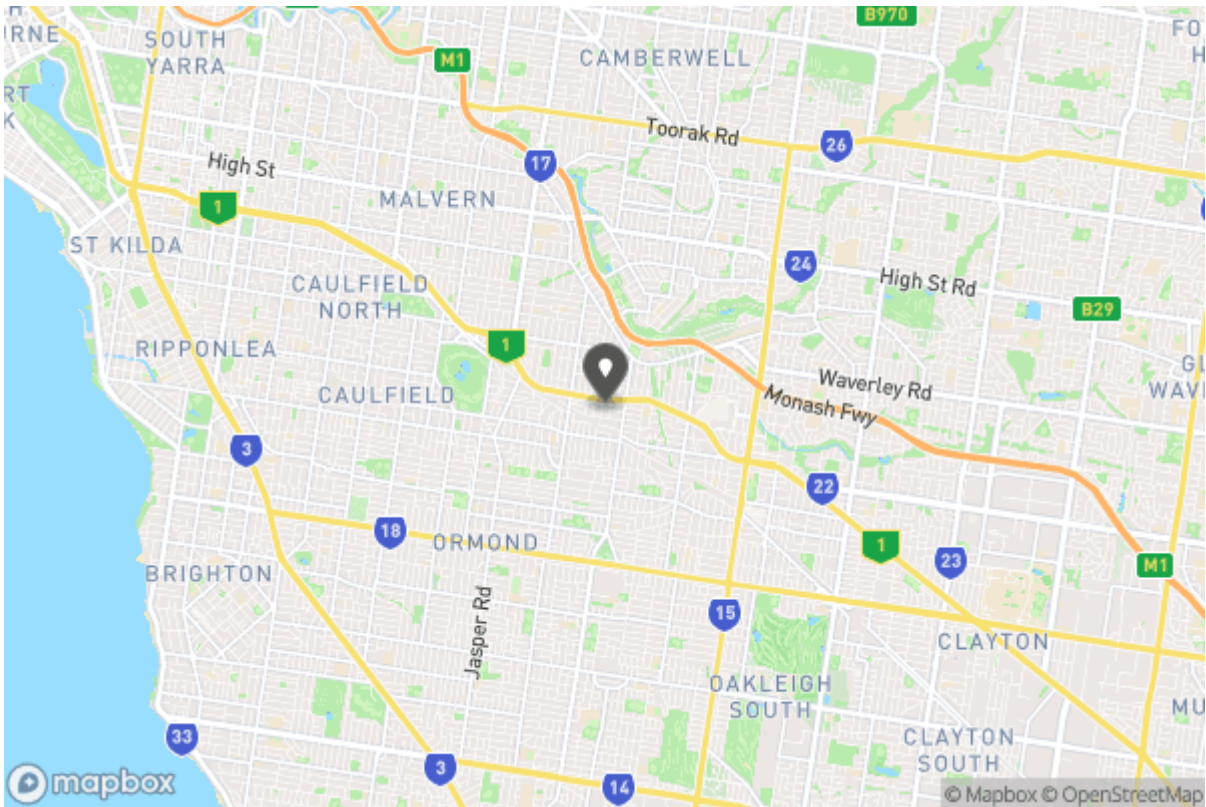 B970
SOUTH
YARRA
CAMBERWELL
M1
Toorak Rd
26
High St
17
MALVERN
1
ST KILDA
24
High St Rd
CAULFIELD
NORTH
B29
1
RIPPONLEA
CAULFIELD
Waverley Rd
Monash Fwy
3
22
18
ORMOND
1
23
M1
BRIGHTON
15
Jasper Rd
CLAYTON
OAKLEIGH
SOUTH
CLAYTON
SOUTH
33
3
14
mapbox
© Mapbox © OpenStreetMap